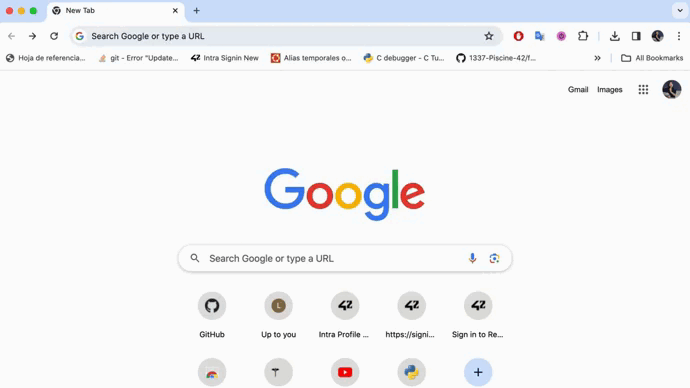 New Tab
Search Google or type a URL
Hoja de referencia... git - Error "Update... Intra Signin New Alias temporales o... C debugger - C Tu... 1337-Piscine-42/f... » All Bookmarks
Gmail Images
Google
Search Google or type a URL
GitHub Up to you Intra Profile ... https://signi... Sign in to Re...